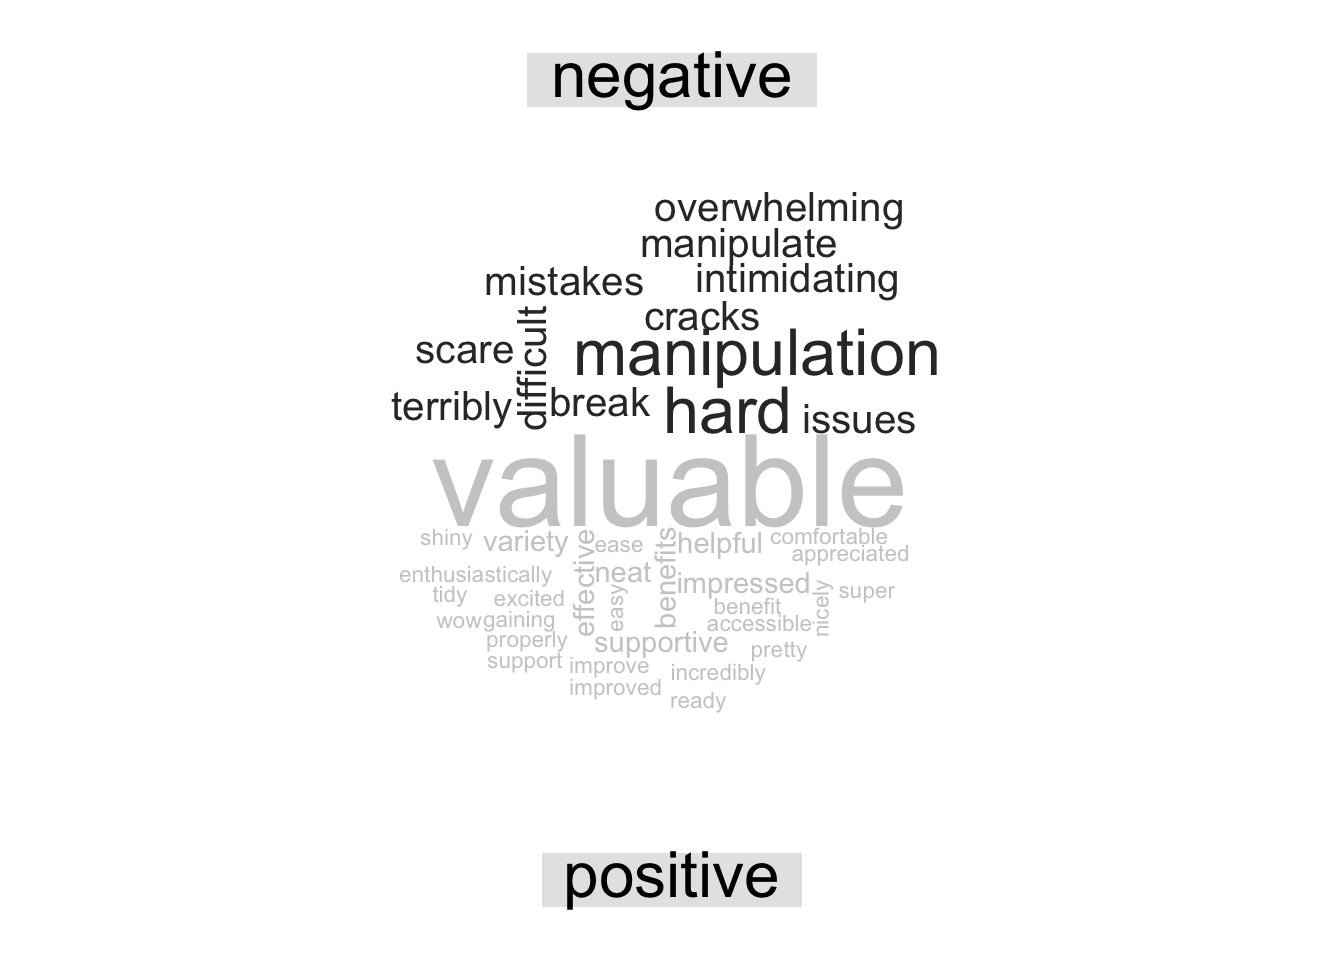 negative
overwhelming
manipulate
mistakes intimidating
cracks
scare difficult manipulation
terribly break hard issues
valuable
shiny variety effective ease benefits helpful comfortable
appreciated
enthusiastically neat impressed
tidy excited easy nicely super
benefit
wow gaining accessible
properly supportive pretty
support improve incredibly
improved ready
positive